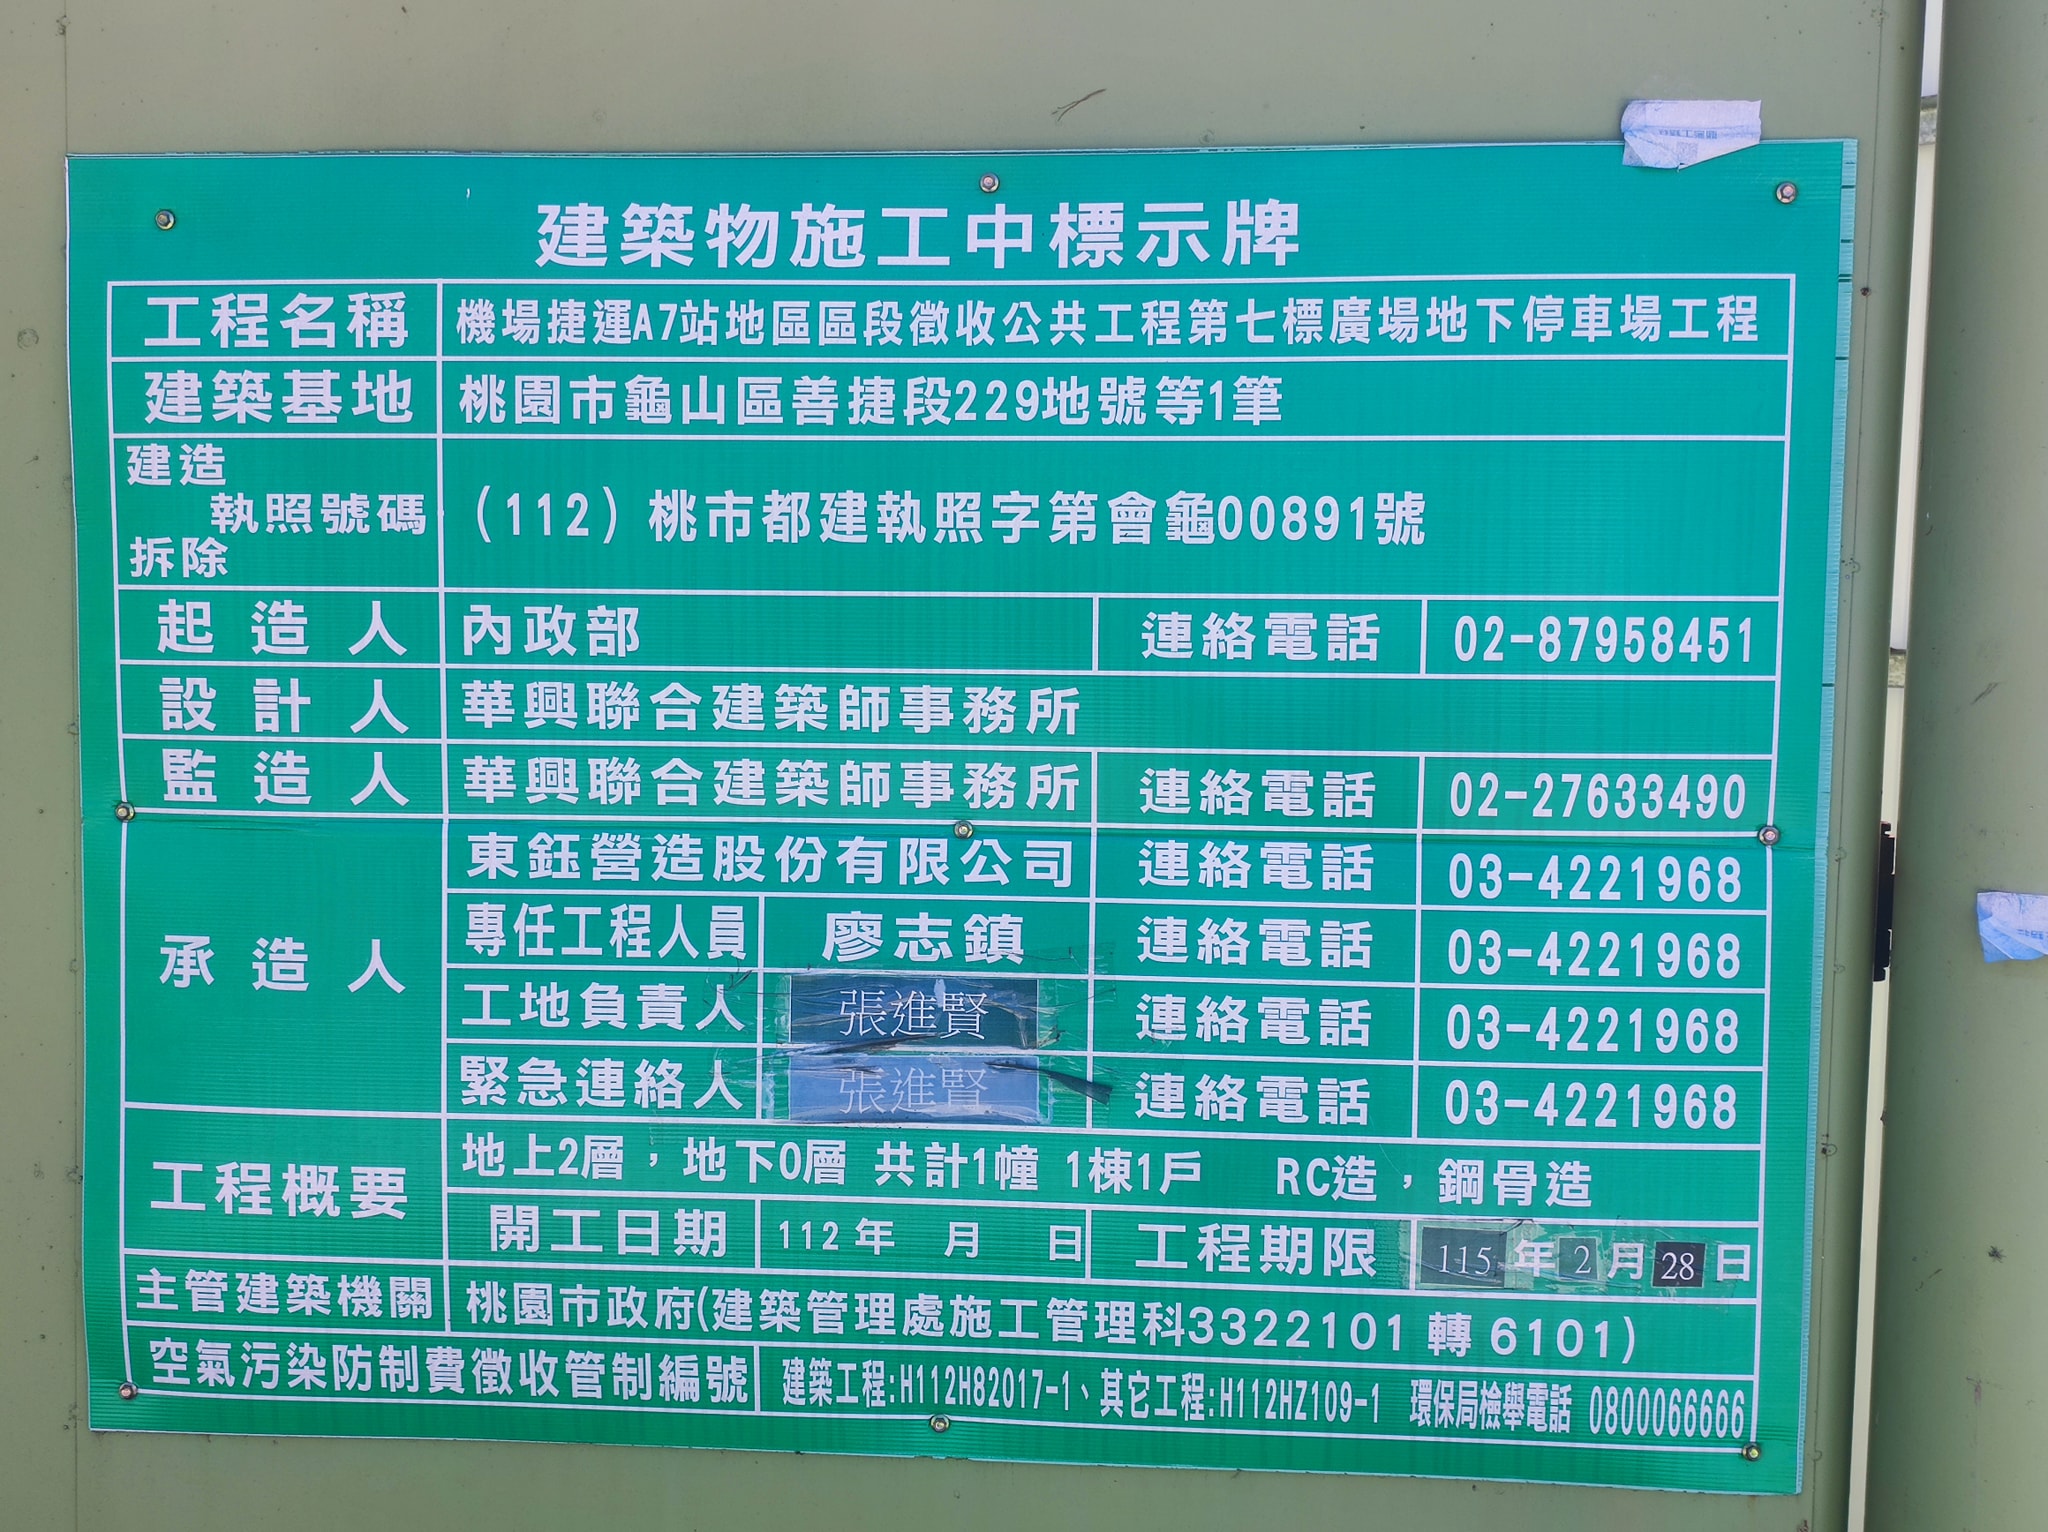 建築物施工中標示牌
工程名稱 機場捷運A7站地區區段徵收公共工程第七標廣場地下停車場工程
建築基地 桃園市龜山區善捷段229地號等1筆
建造
執照號碼 (112)桃市都建執照字第會龜00891號
拆除
起造人 內政部 連絡電話 02-87958451
設計人 華興聯合建築師事務所
監造人 華興聯合建築師事務所 連絡電話 02-27633490
承造人 東鈺營造股份有限公司 連絡電話 03-4221968
專任工程人員 廖志鎮 連絡電話 03-4221968
工地負責人 張進賢 連絡電話 03-4221968
緊急連絡人 張進賢 連絡電話 03-4221968
工程概要 地上2層,地下0層 共計1幢 1棟1戶 RC造,鋼骨造
開工日期 112年 月 日 工程期限 115年2月28日
主管建築機關 桃園市政府(建築管理處施工管理科3322101 轉 6101)
空氣污染防制費徵收管制編號 建築工程:H112H82017-1、其它工程:H112HZ109-1 環保局檢舉電話 0800066666